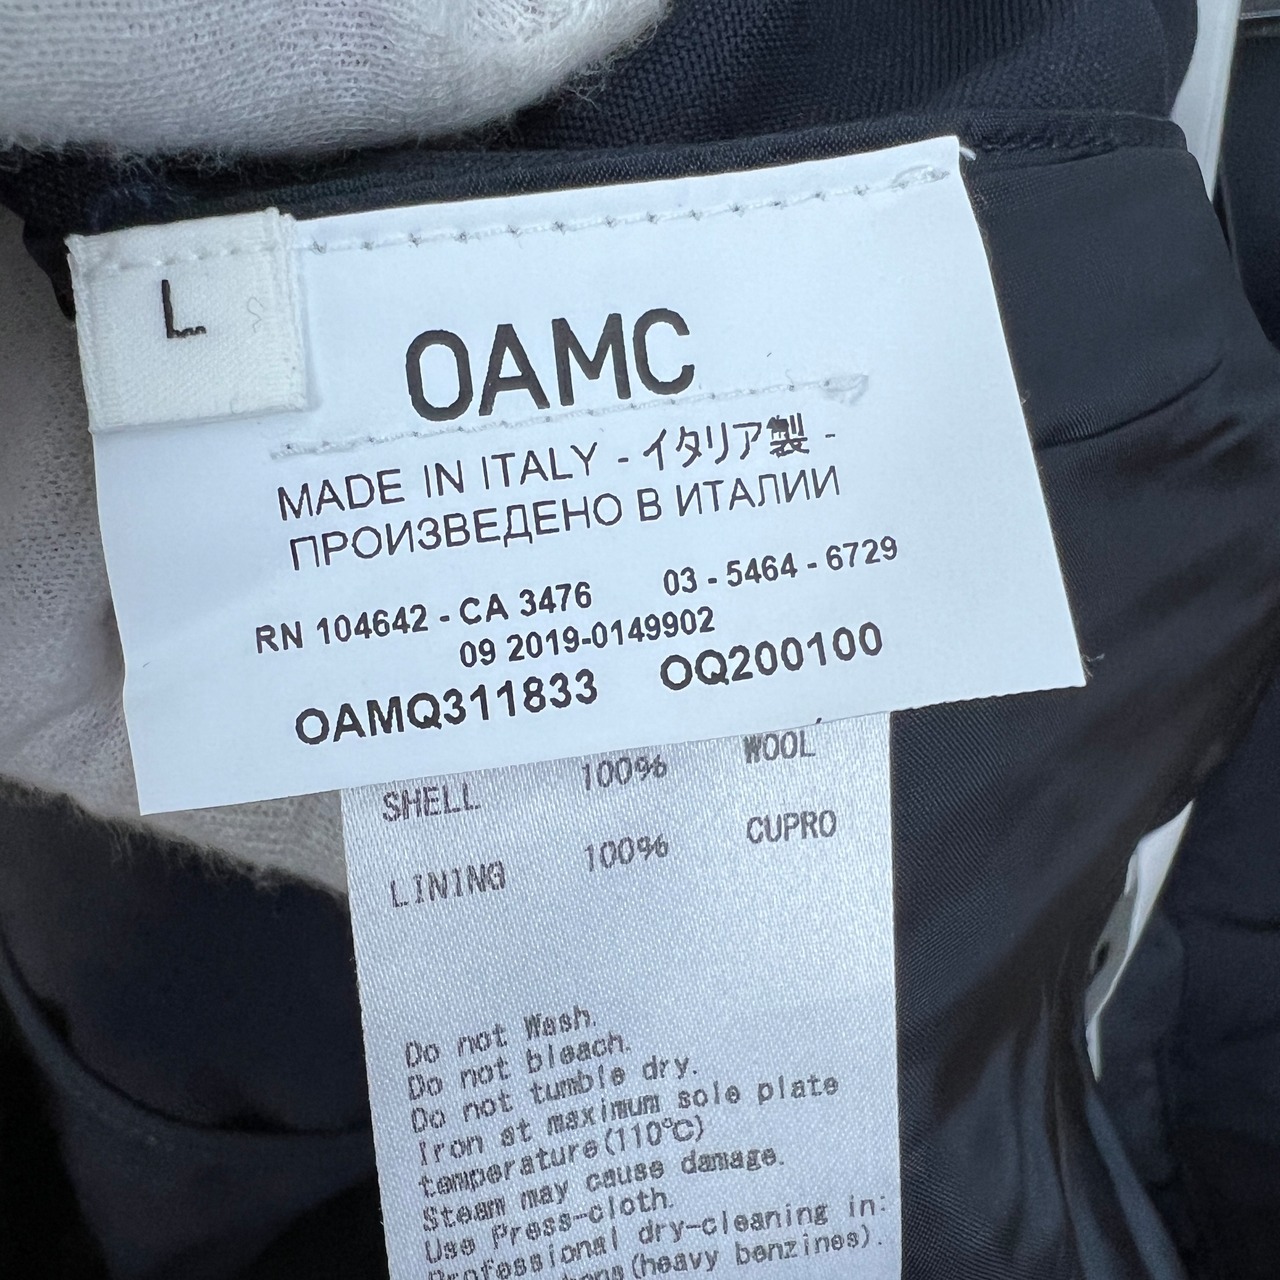 L
OAMC
MADE IN ITALY - イタリア製 -
ПРОИЗВЕДЕНО В ИТАЛИИ
RN 104642 - CA 3476 03 - 5464 - 6729
09 2019-0149902
OAMQ311833 OQ200100
SHELL 100% WOOL
LINING 100% CUPRO
Do not Wash.
Do not bleach.
Do not tumble dry.
Iron at maximum sole plate
temperature(110℃)
Steam may cause damage.
Use Press-cloth.
Professional dry-cleaning in:
(heavy benzines).